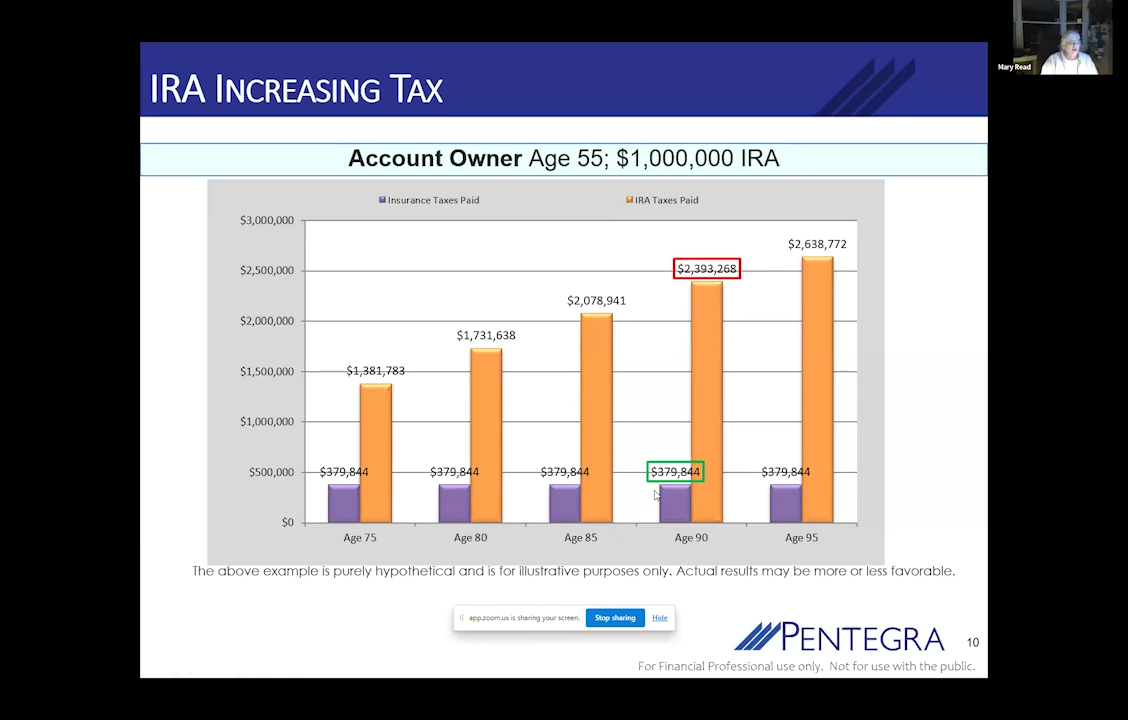 Mary Read
IRA INCREASING TAX
Account Owner Age 55; $1,000,000 IRA
Insurance Taxes Paid
IRA Taxes Paid
$3,000,000
$2,500,000
$2,000,000
$1,500,000
$1,000,000
$500,000
$0
$379,844
$1,381,783
$379,844
$1,731,638
$379,844
$2,078,941
$379,844
$2,393,268
$379,844
$2,638,772
Age 75
Age 80
Age 85
Age 90
Age 95
The above example is purely hypothetical and is for illustrative purposes only. Actual results may be more or less favorable.
app.zoom.us is sharing your screen.
Stop sharing
Hide
PENTEGRA
10
For Financial Professional use only. Not for use with the public.